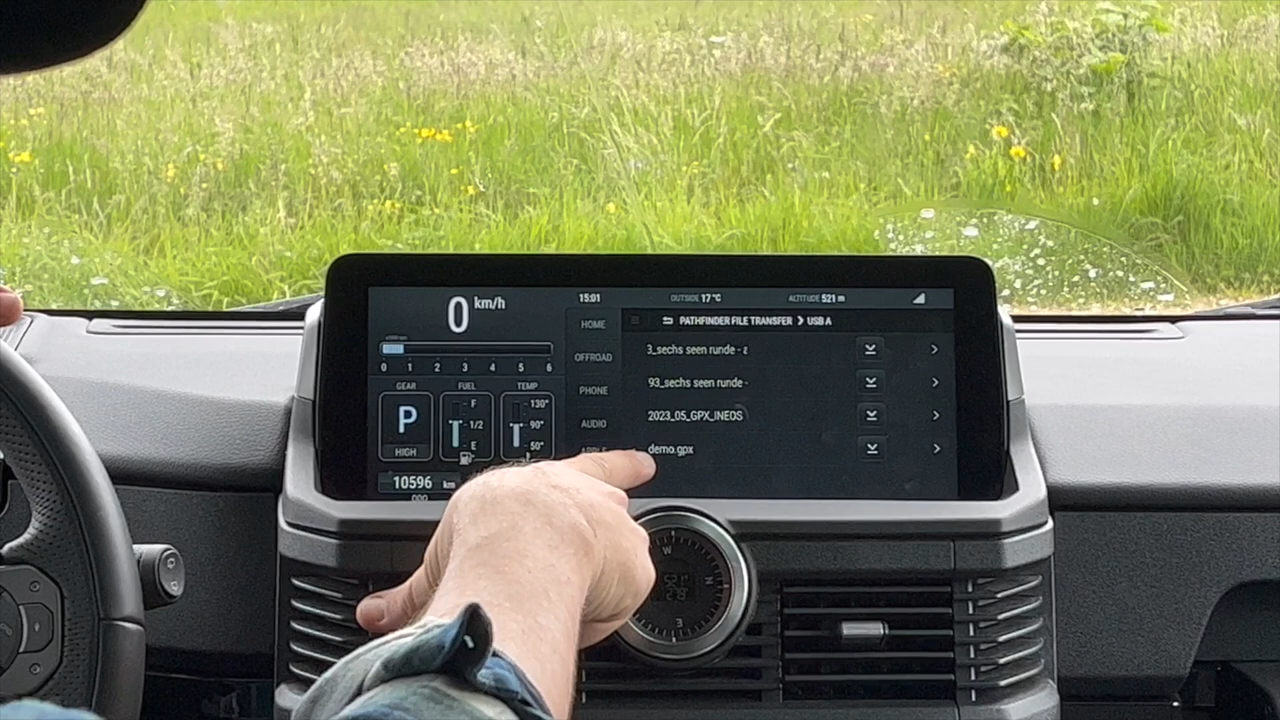 0 km/h
15:01
OUTSIDE 17°C
ALTITUDE 521 m
HOME
PATHFINDER FILE TRANSFER > USB A
0 1 2 3 4 5 6
OFFROAD
3_sechs seen runde - a
GEAR FUEL TEMP
PHONE
93_sechs seen runde -
P
HIGH
F
1/2
E
130°
90°
50°
AUDIO
2023_05_GPX_INEOS
demo.gpx
10596 km
W
N